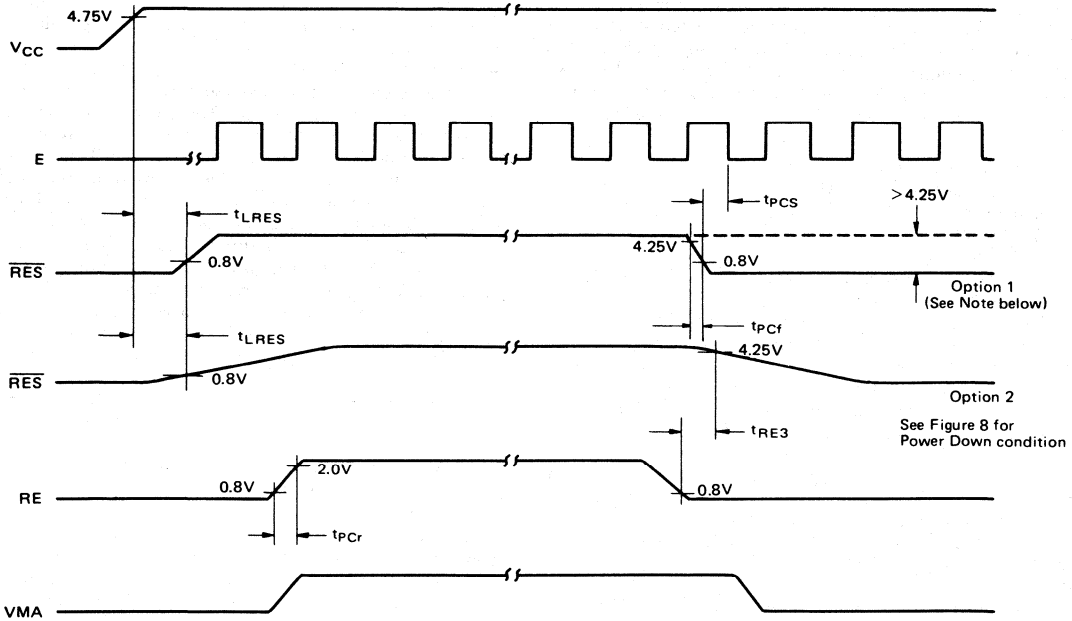 4.75V
VCC
E
tLRES
tPCS
>4.25V
4.25V
0.8V
0.8V
RES
Option 1
(See Note below)
tLRES
tPCf
4.25V
0.8V
RES
Option 2
See Figure 8 for
Power Down condition
tRE3
2.0V
0.8V
0.8V
RE
tPCr
VMA